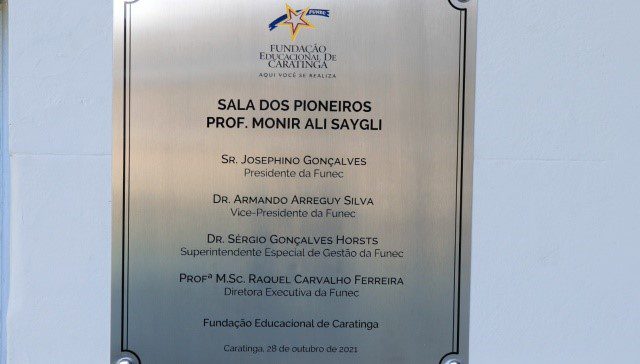 FUNEC
FUNDAÇÃO
EDUCACIONAL DE
CARATINGA
AQUI VOCÊ SE REALIZA
SALA DOS PIONEIROS
PROF. MONIR ALI SAYGLI
SR. JOSEPHINO GONÇALVES
Presidente da Funec
DR. ARMANDO ARREGUY SILVA
Vice-Presidente da Funec
DR. SÉRGIO GONÇALVES HORSTS
Superintendente Especial de Gestão da Funec
PROFª M.SC. RAQUEL CARVALHO FERREIRA
Diretora Executiva da Funec
Fundação Educacional de Caratinga
Caratinga, 28 de outubro de 2021